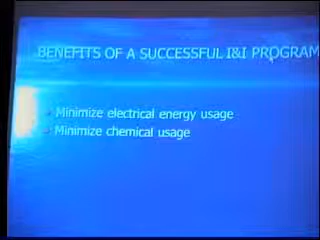 BENEFITS OF A SUCCESSFUL I&I PROGRAM
Minimize electrical energy usage
Minimize chemical usage